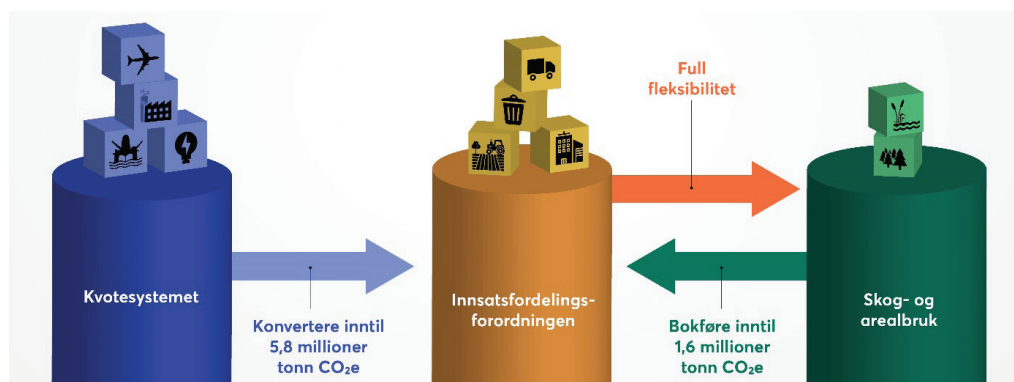 Full
fleksibilitet
Kvotesystemet
Innsatsfordelings-
forordningen
Skog- og
arealbruk
Konvertere inntil
5,8 millioner
tonn CO₂e
Bokføre inntil
1,6 millioner
tonn CO₂e